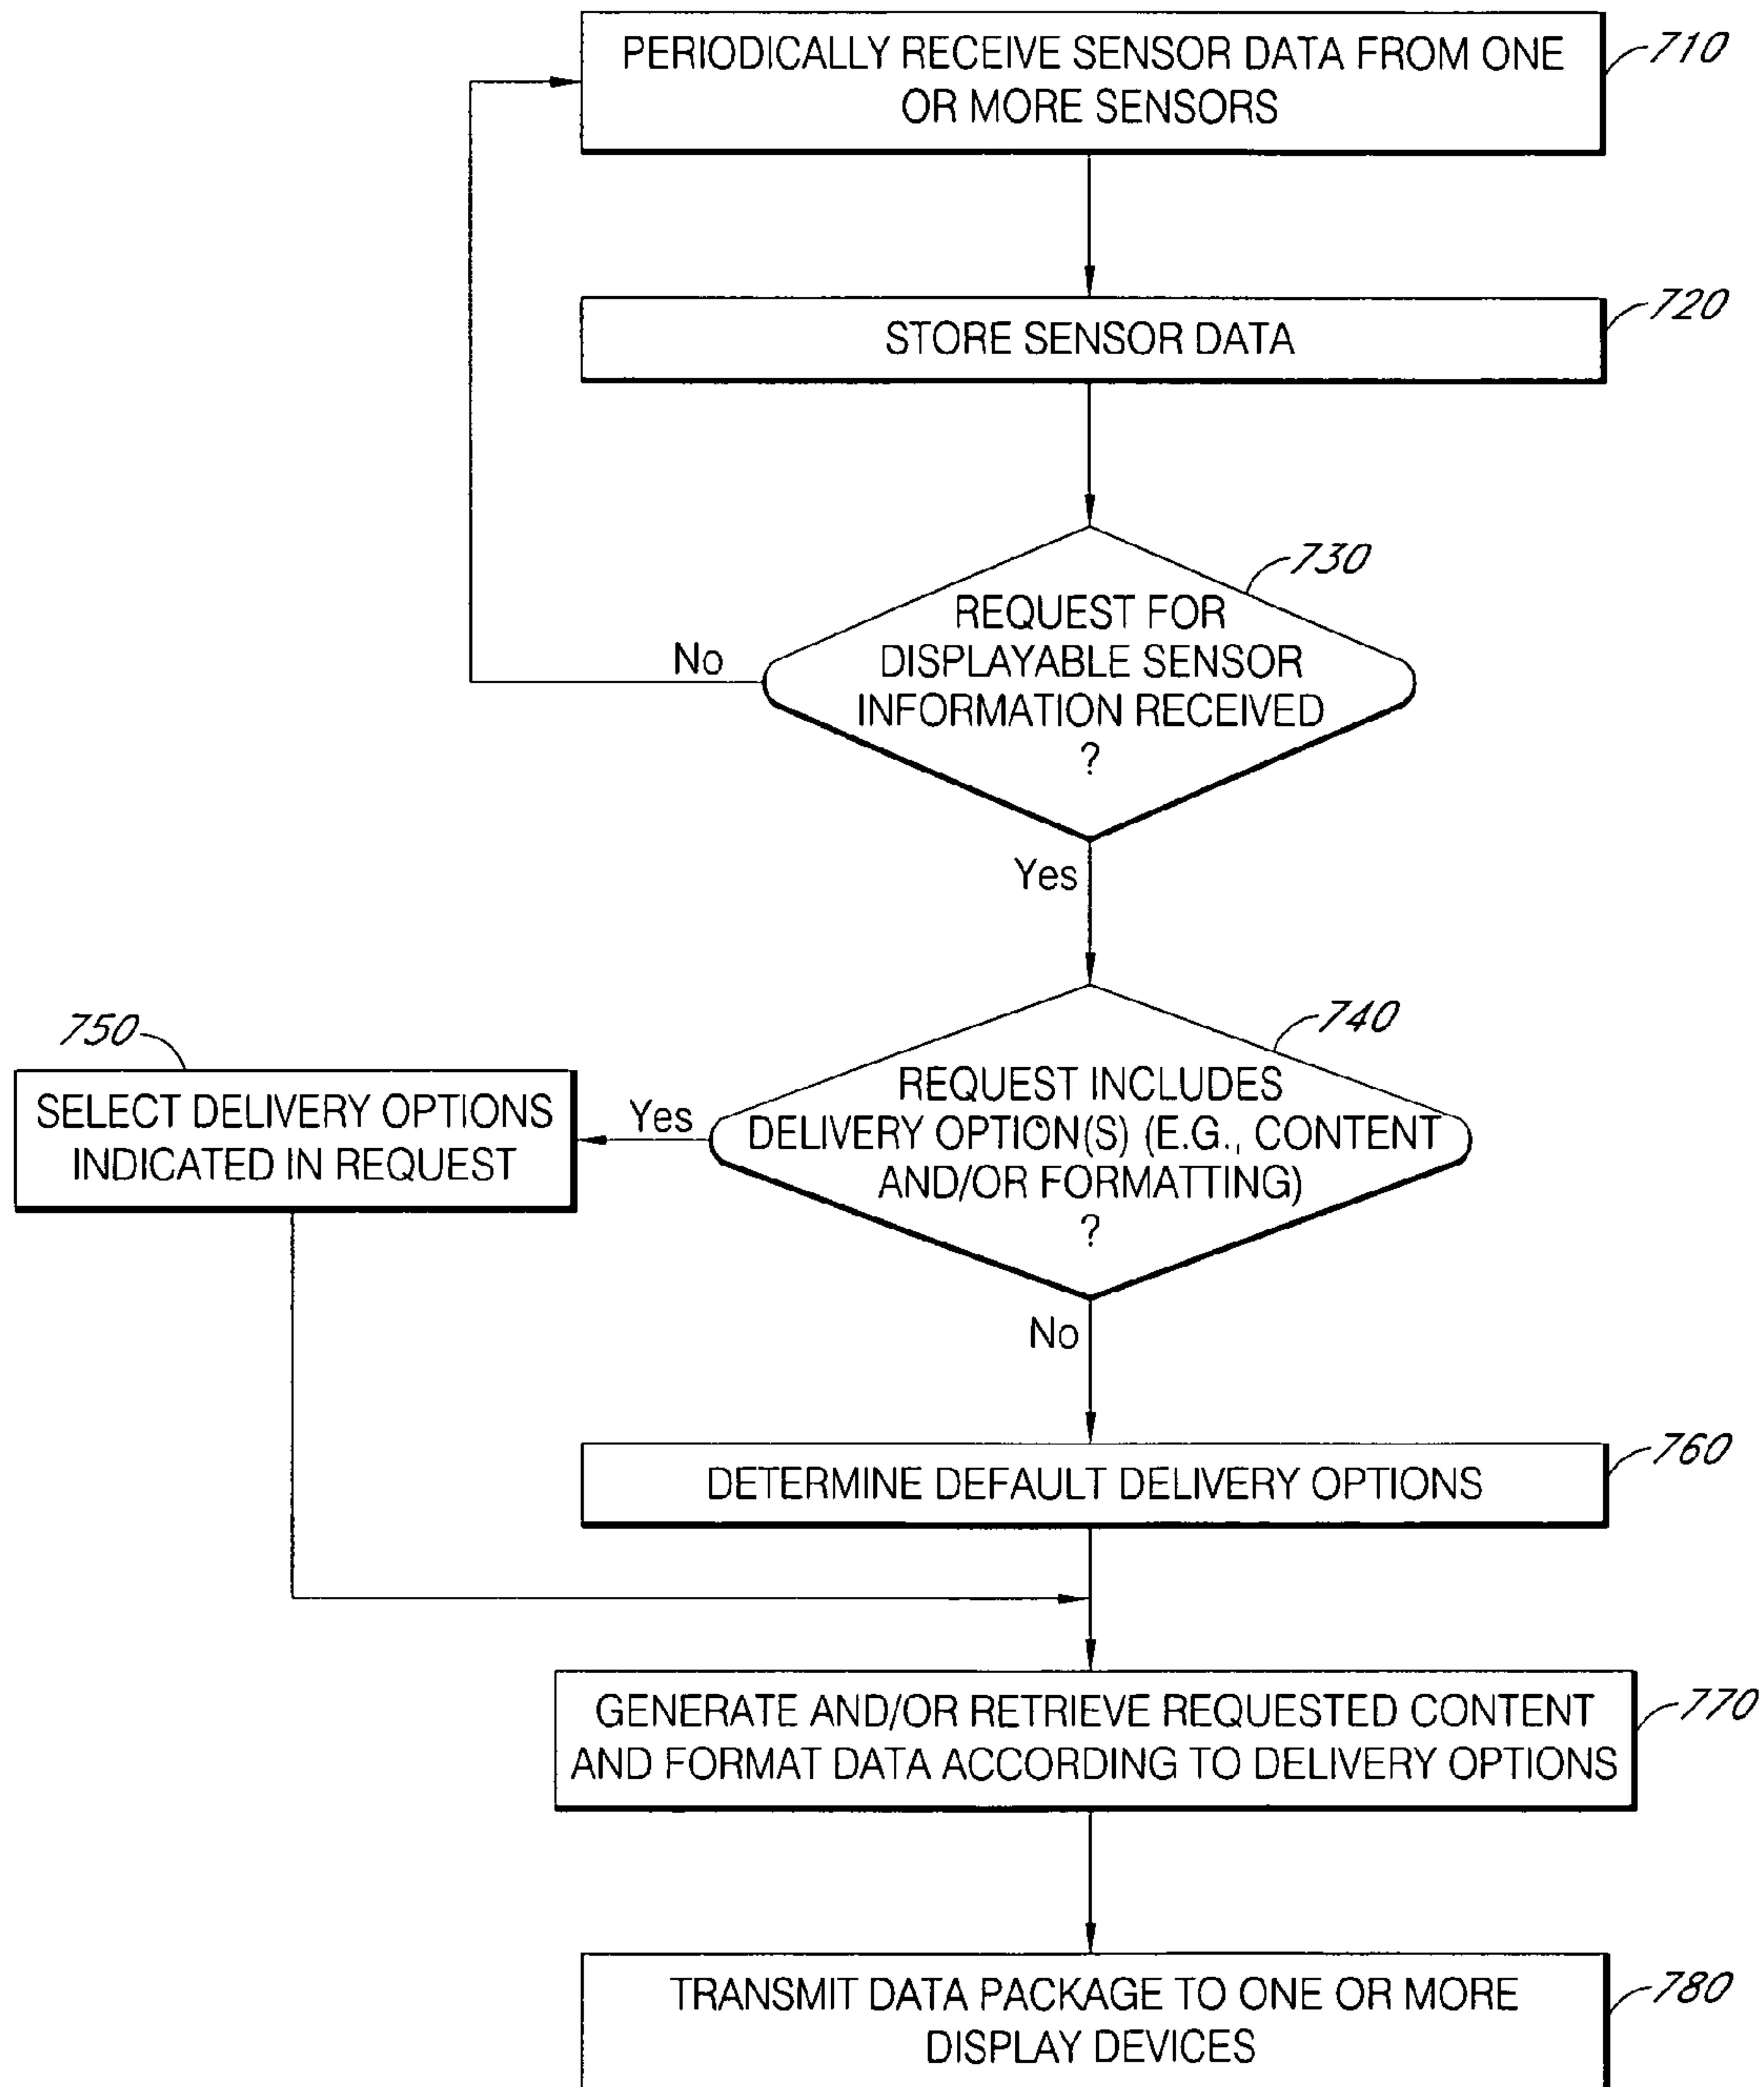 PERIODICALLY RECEIVE SENSOR DATA FROM ONE
OR MORE SENSORS
710
STORE SENSOR DATA
720
730
REQUEST FOR
DISPLAYABLE SENSOR
INFORMATION RECEIVED
?
No
Yes
740
REQUEST INCLUDES
DELIVERY OPTION(S) (E.G., CONTENT
AND/OR FORMATTING)
?
Yes
750
SELECT DELIVERY OPTIONS
INDICATED IN REQUEST
No
DETERMINE DEFAULT DELIVERY OPTIONS
760
GENERATE AND/OR RETRIEVE REQUESTED CONTENT
AND FORMAT DATA ACCORDING TO DELIVERY OPTIONS
770
TRANSMIT DATA PACKAGE TO ONE OR MORE
DISPLAY DEVICES
780